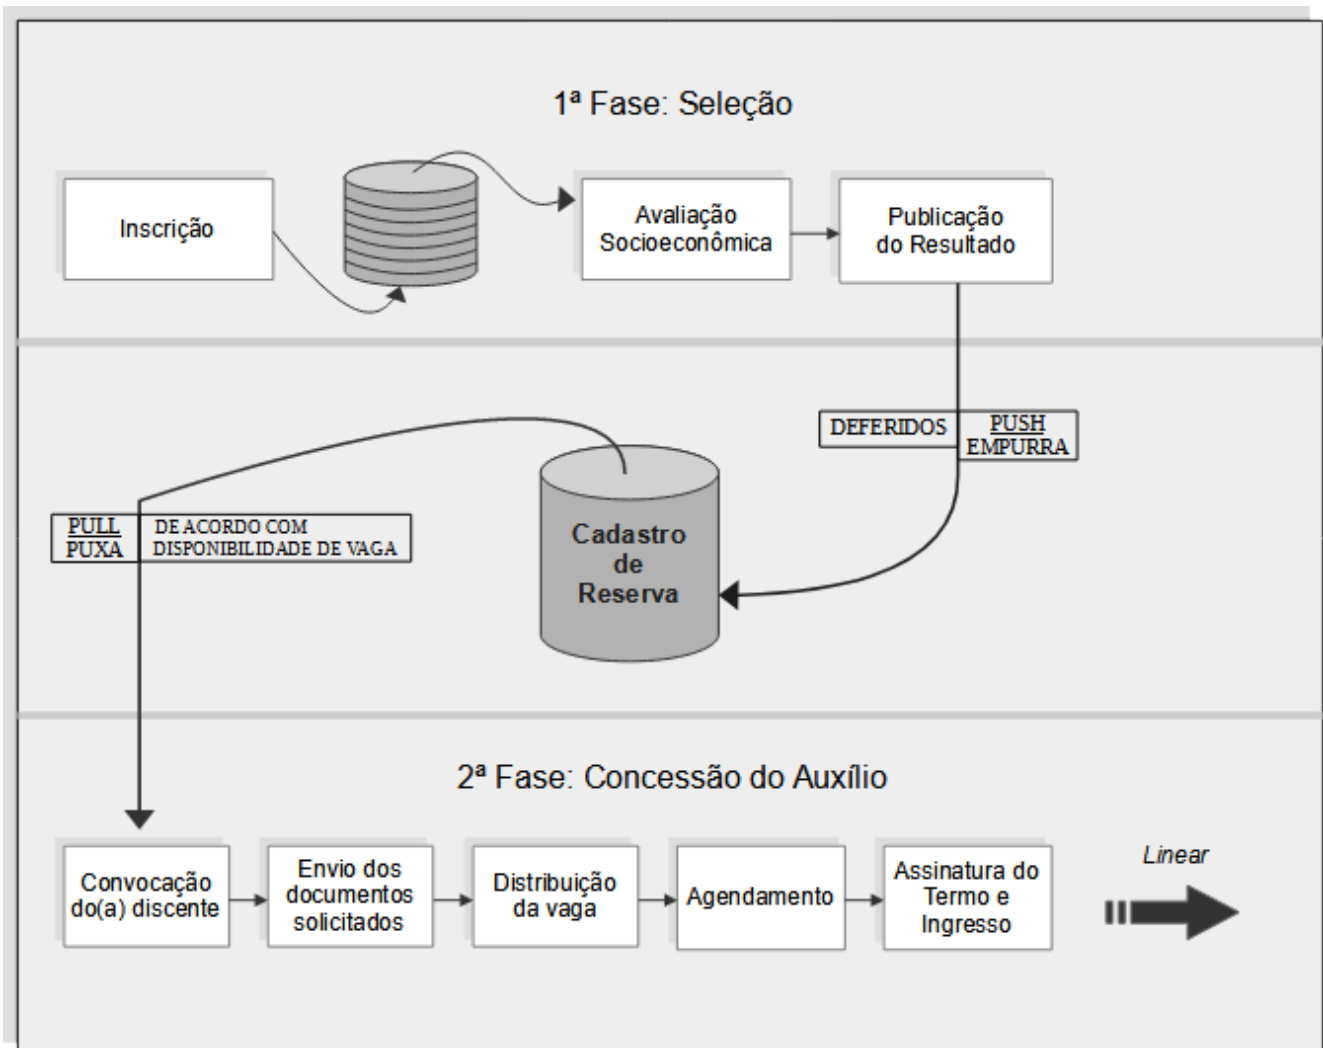 1ª Fase: Seleção
Inscrição
Avaliação
Socioeconômica
Publicação
do Resultado
DEFERIDOS
PUSH
EMPURRA
PULL
PUXA
DE ACORDO COM
DISPONIBILIDADE DE VAGA
Cadastro
de
Reserva
2ª Fase: Concessão do Auxílio
Convocação
do(a) discente
Envio dos
documentos
solicitados
Distribuição
da vaga
Agendamento
Assinatura do
Termo e
Ingresso
Linear